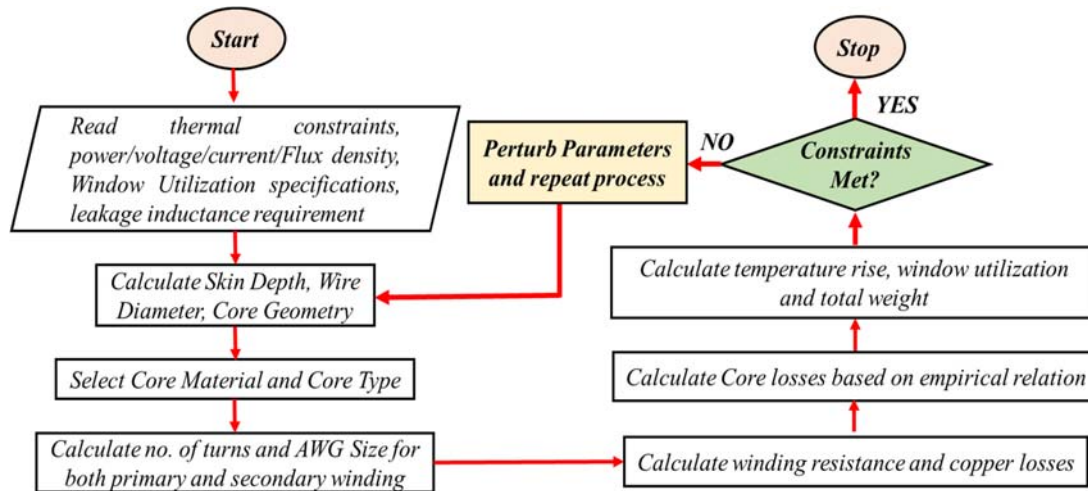 Start
Read thermal constraints,
power/voltage/current/Flux density,
Window Utilization specifications,
leakage inductance requirement
Calculate Skin Depth, Wire
Diameter, Core Geometry
Select Core Material and Core Type
Calculate no. of turns and AWG Size for
both primary and secondary winding
Calculate winding resistance and copper losses
Calculate Core losses based on empirical relation
Calculate temperature rise, window utilization
and total weight
Constraints
Met?
NO
Perturb Parameters
and repeat process
YES
Stop